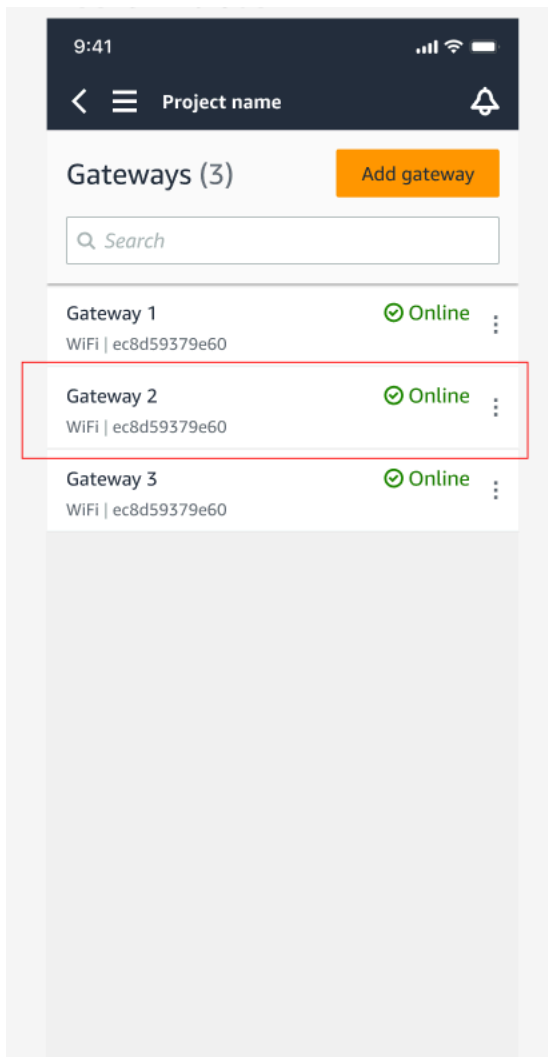 9:41
Project name
Gateways (3)
Add gateway
Search
Gateway 1
Online
WiFi | ec8d59379e60
Gateway 2
Online
WiFi | ec8d59379e60
Gateway 3
Online
WiFi | ec8d59379e60